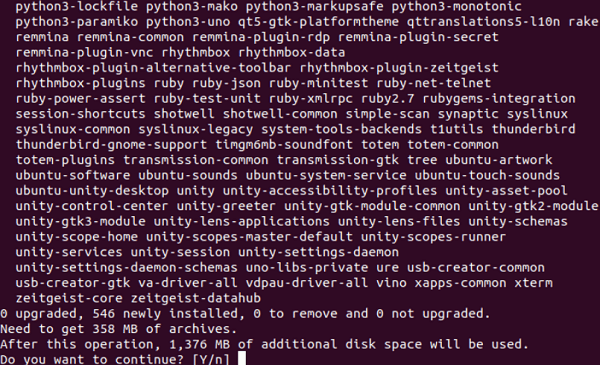 python3-lockfile python3-mako python3-markupsafe python3-monotonic
python3-paramiko python3-uno qt5-gtk-platformtheme qttranslations5-l10n rake
remmina remmina-common remmina-plugin-rdp remmina-plugin-secret
remmina-plugin-vnc rhythmbox rhythmbox-data
rhythmbox-plugin-alternative-toolbar rhythmbox-plugin-zeitgeist
rhythmbox-plugins ruby ruby-json ruby-minitest ruby-net-telnet
ruby-power-assert ruby-test-unit ruby-xmlrpc ruby2.7 rubygems-integration
session-shortcuts shotwell shotwell-common simple-scan synaptic syslinux
syslinux-common syslinux-legacy system-tools-backends t1utils thunderbird
thunderbird-gnome-support timgm6mb-soundfont totem totem-common
totem-plugins transmission-common transmission-gtk tree ubuntu-artwork
ubuntu-software ubuntu-sounds ubuntu-system-service ubuntu-touch-sounds
ubuntu-unity-desktop unity unity-accessibility-profiles unity-asset-pool
unity-control-center unity-greeter unity-gtk-module-common unity-gtk2-module
unity-gtk3-module unity-lens-applications unity-lens-files unity-schemas
unity-scope-home unity-scopes-master-default unity-scopes-runner
unity-services unity-session unity-settings-daemon
unity-settings-daemon-schemas uno-libs-private ure usb-creator-common
usb-creator-gtk va-driver-all vdpau-driver-all vino xapps-common xterm
zeitgeist-core zeitgeist-datahub
0 upgraded, 546 newly installed, 0 to remove and 0 not upgraded.
Need to get 358 MB of archives.
After this operation, 1,376 MB of additional disk space will be used.
Do you want to continue? [Y/n]